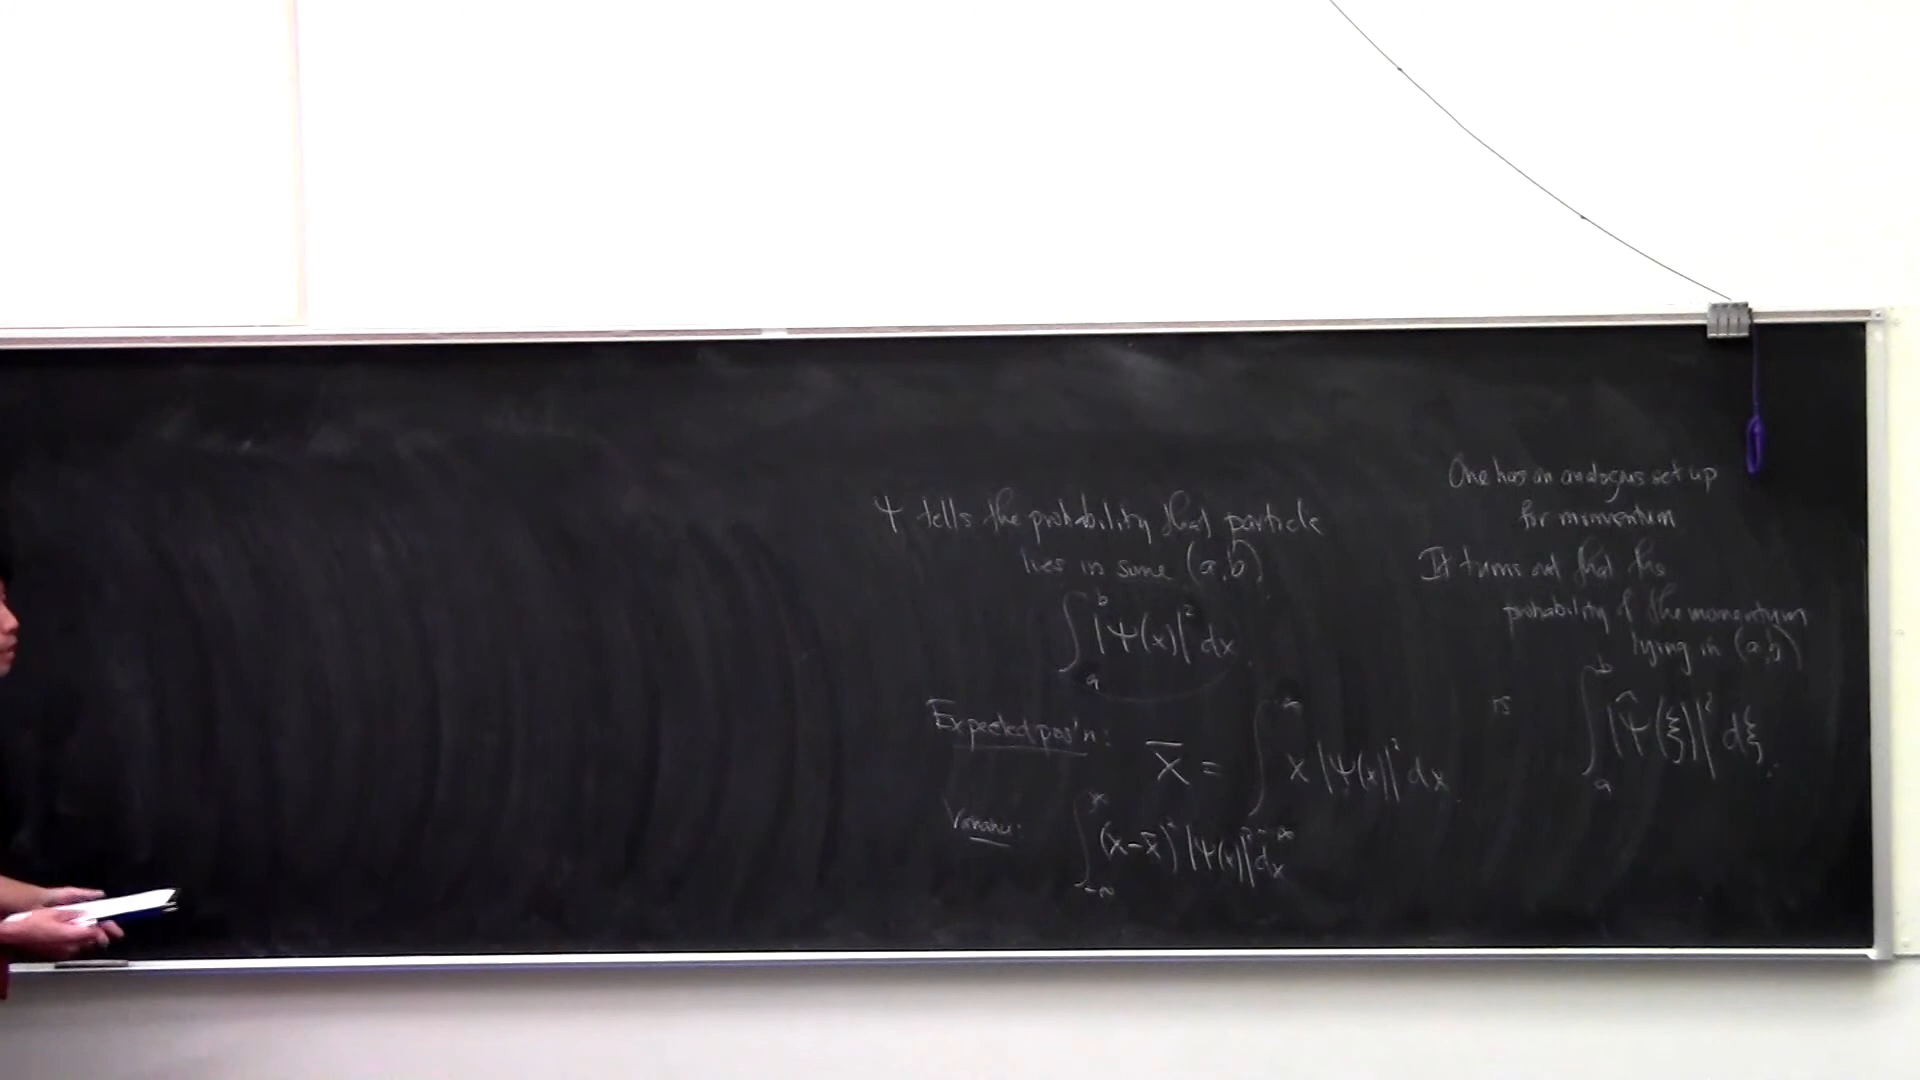 Ψ tells the probability that particle
lies in some (a,b)
∫_a^b |Ψ(x)|² dx
Expected pos'n: x̄ = ∫_{-∞}^∞ x |Ψ(x)|² dx
Variance: ∫_{-∞}^∞ (x-x̄)² |Ψ(x)|² dx
One has an analogous set up
for momentum
It turns out that the
probability of the momentum
lying in (a,b)
is ∫_a^b |Ψ̂(ξ)|² dξ.